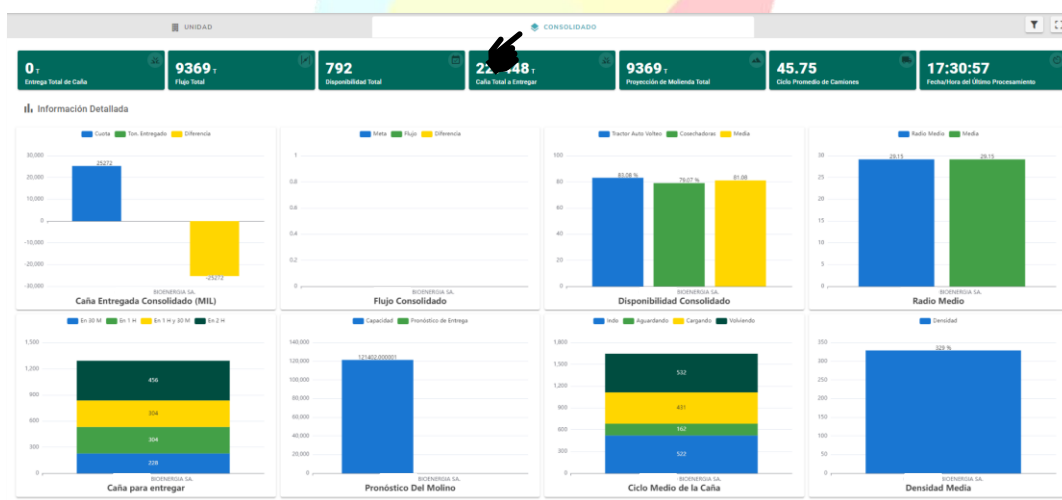 UNIDAD
CONSOLIDADO
0 T
Entrega Total de Caña
9369 T
Flujo Total
792
Disponibilidad Total
Caña Total a Entregar
9369 T
Proyección de Molienda Total
45.75
Ciclo Promedio de Camiones
17:30:57
Fecha/Hora del Último Procesamiento
Información Detallada
Cuota Ton. Entregado Diferencia
30,000
25272
20,000
10,000
0
-10,000
-20,000
-25272
-30,000
BIOENERGIA SA.
Caña Entregada Consolidado (MIL)
Meta Flujo Diferencia
1
0.8
0.6
0.4
0.2
0
BIOENERGIA SA.
Flujo Consolidado
Tractor Auto Volteo Cosechadoras Media
100
83.08 % 79.07 % 81.08
80
60
40
20
0
BIOENERGIA SA.
Disponibilidad Consolidado
Radio Medio Media
30
29.15 29.15
25
20
15
10
5
0
BIOENERGIA SA.
Radio Medio
En 30 M En 1 H En 1 H y 30 M En 2 H
1,500
1,200
456
900
304
600
304
300
228
0
BIOENERGIA SA.
Caña para entregar
Capacidad Pronóstico de Entrega
140,000
121402.000001
120,000
100,000
80,000
60,000
40,000
20,000
0
BIOENERGIA SA.
Pronóstico Del Molino
Indo Aguardando Cargando Volviendo
1,800
1,500
532
1,200
431
900
162
600
522
300
0
BIOENERGIA SA.
Ciclo Medio de la Caña
Densidad
350
329 %
300
250
200
150
100
50
0
BIOENERGIA SA.
Densidad Media